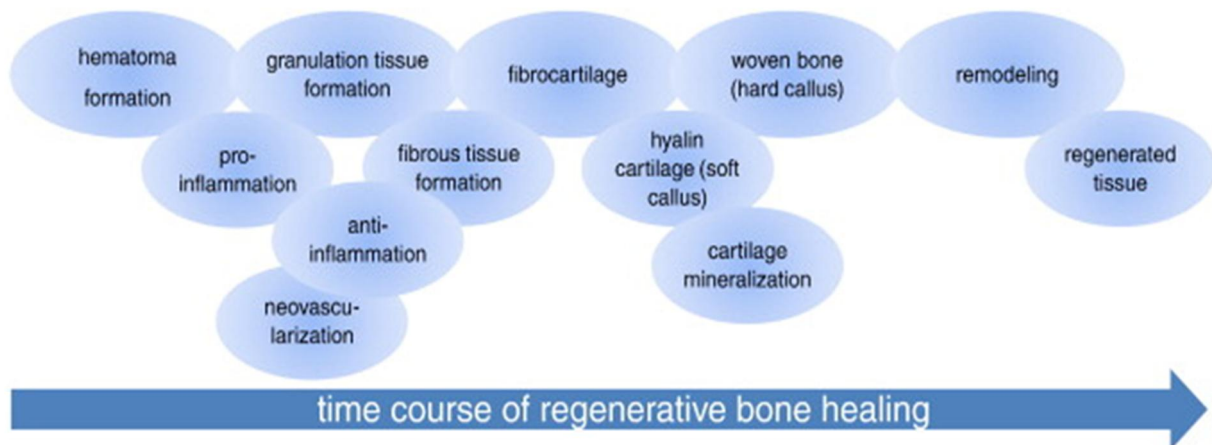 hematoma
formation
granulation tissue
formation
fibrocartilage
woven bone
(hard callus)
remodeling
pro-
inflammation
fibrous tissue
formation
hyalin
cartilage (soft
callus)
regenerated
tissue
anti-
inflammation
cartilage
mineralization
neovascu-
larization
time course of regenerative bone healing